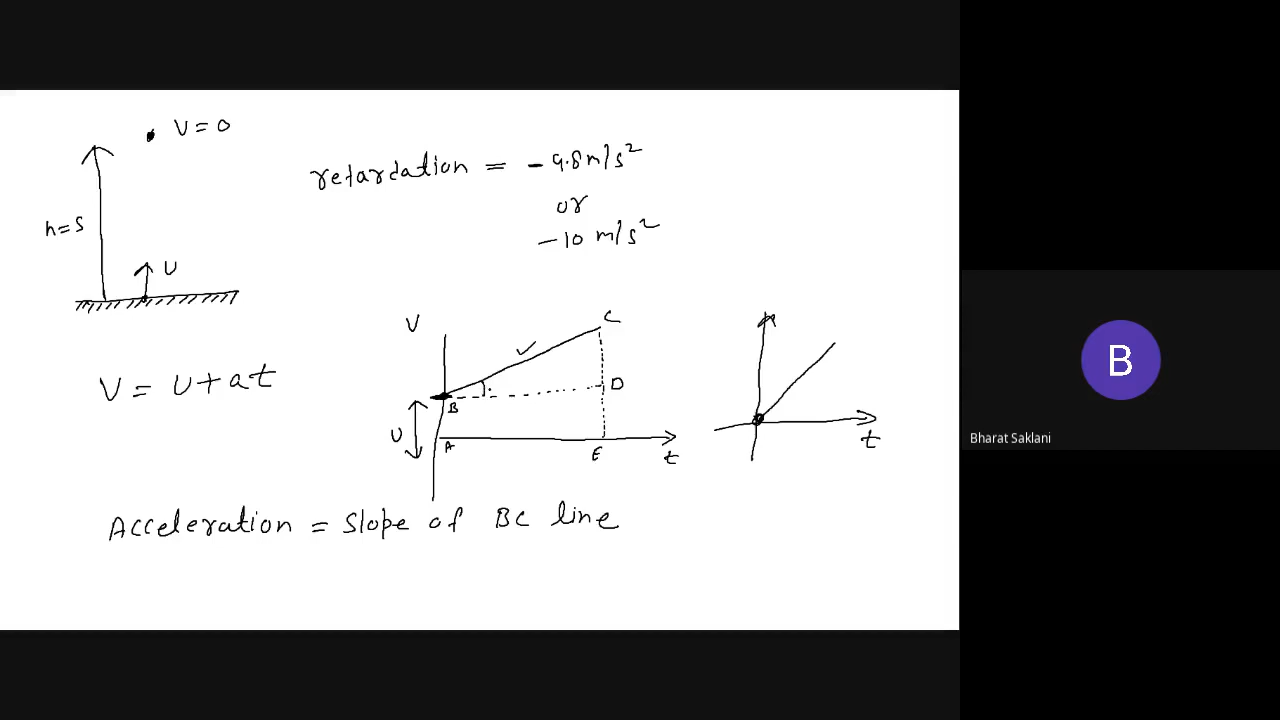 V = 0
retardation = - 9.8 m/s²
or
- 10 m/s²
h = S
U
V
C
V = U + at
B
D
U
A
E
t
t
Acceleration = Slope of BC line
B
Bharat Saklani